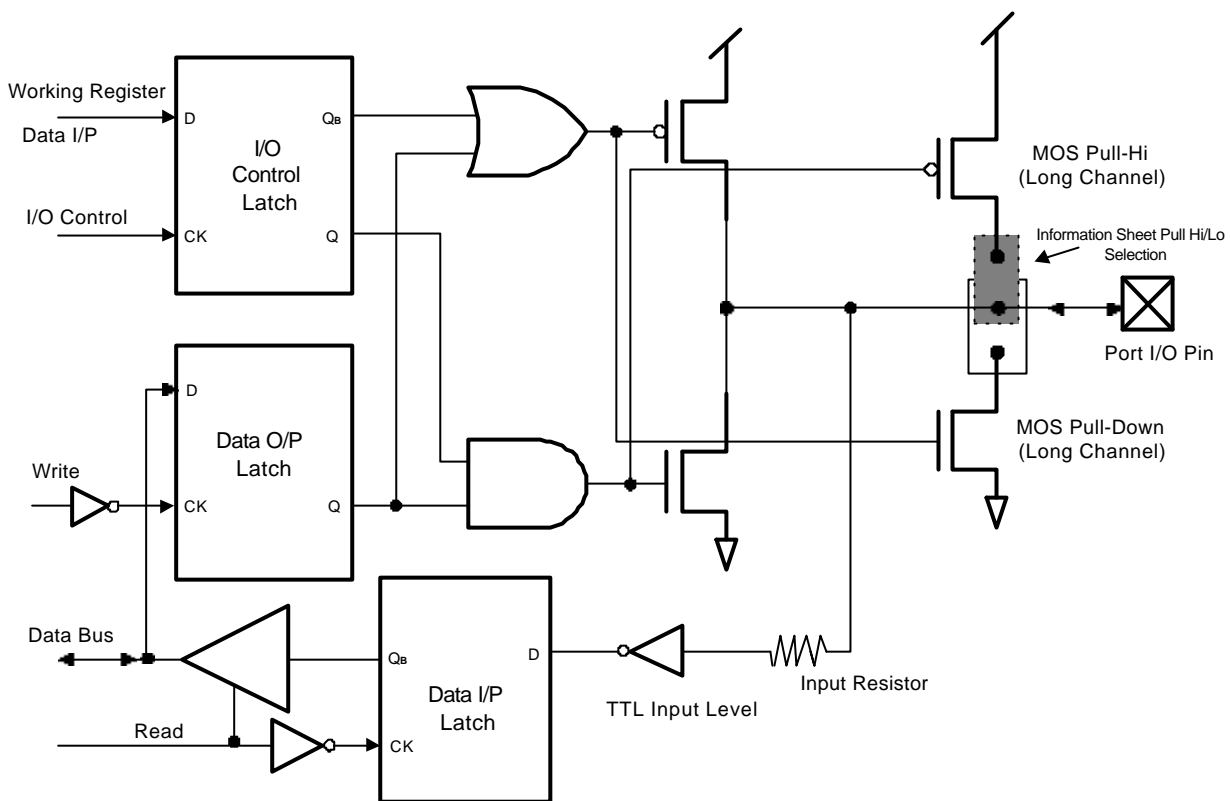 Working Register
Data I/P
D
QB
I/O
Control
Latch
I/O Control
CK
Q
MOS Pull-Hi
(Long Channel)
Information Sheet Pull Hi/Lo
Selection
Port I/O Pin
D
Data O/P
Latch
Write
CK
Q
MOS Pull-Down
(Long Channel)
Data Bus
QB
D
Data I/P
Latch
TTL Input Level
Input Resistor
Read
CK